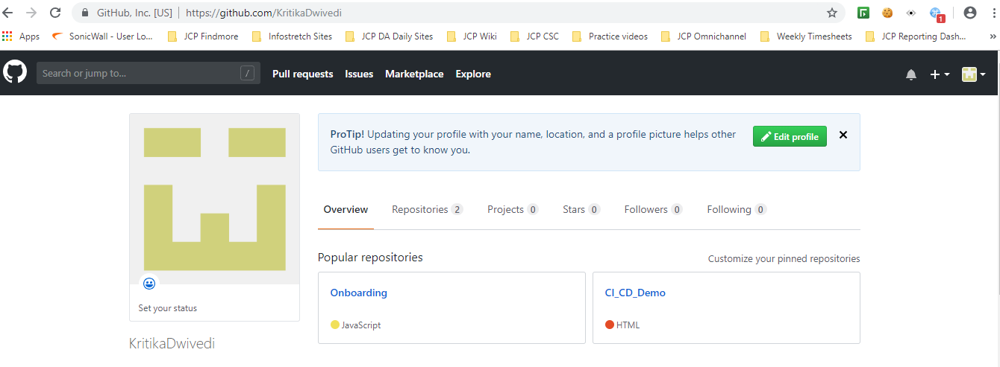 GitHub, Inc. [US] | https://github.com/KritikaDwivedi
1
Apps SonicWall - User Lo... JCP Findmore Infostretch Sites JCP DA Daily Sites JCP Wiki JCP CSC Practice videos JCP Omnichannel Weekly Timesheets JCP Reporting Dash... »
Search or jump to... / Pull requests Issues Marketplace Explore
ProTip! Updating your profile with your name, location, and a profile picture helps other
GitHub users get to know you.
Edit profile
Overview Repositories 2 Projects 0 Stars 0 Followers 0 Following 0
Popular repositories Customize your pinned repositories
Onboarding CI_CD_Demo
Set your status
JavaScript HTML
KritikaDwivedi